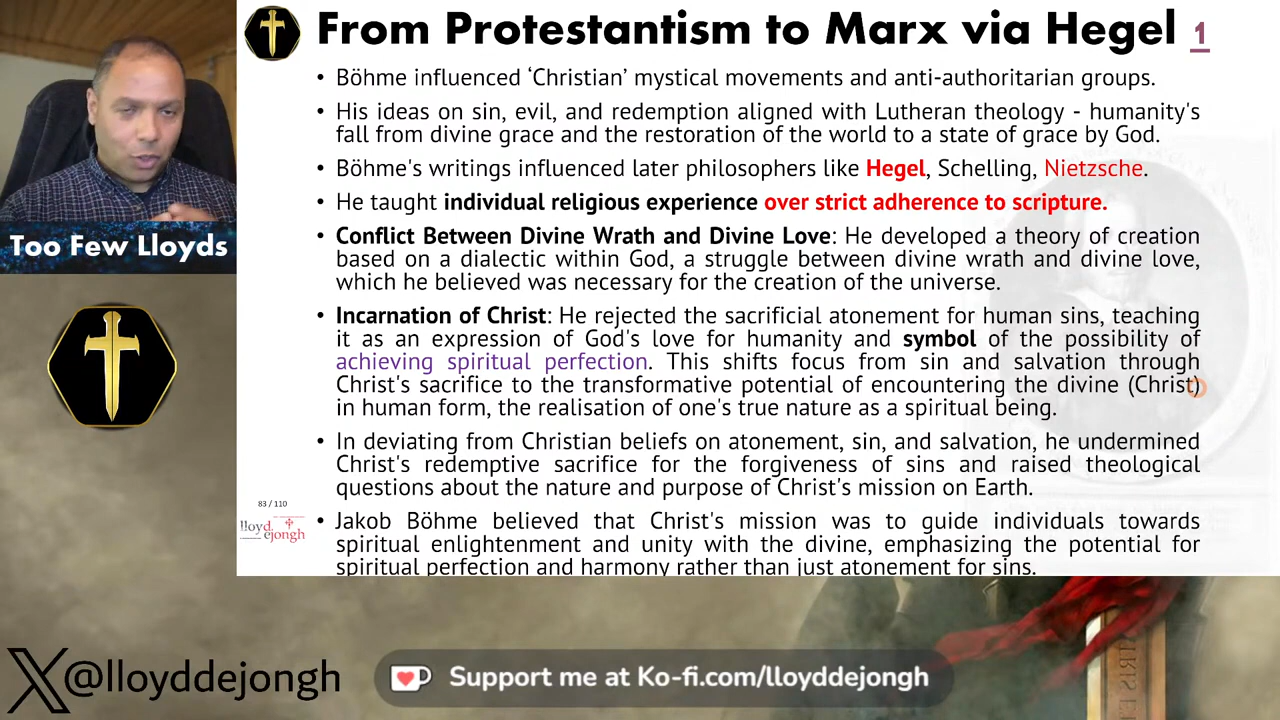 From Protestantism to Marx via Hegel 1
• Böhme influenced ‘Christian’ mystical movements and anti-authoritarian groups.
• His ideas on sin, evil, and redemption aligned with Lutheran theology - humanity's
fall from divine grace and the restoration of the world to a state of grace by God.
• Böhme's writings influenced later philosophers like Hegel, Schelling, Nietzsche.
• He taught individual religious experience over strict adherence to scripture.
Too Few Lloyds
• Conflict Between Divine Wrath and Divine Love: He developed a theory of creation
based on a dialectic within God, a struggle between divine wrath and divine love,
which he believed was necessary for the creation of the universe.
• Incarnation of Christ: He rejected the sacrificial atonement for human sins, teaching
it as an expression of God's love for humanity and symbol of the possibility of
achieving spiritual perfection. This shifts focus from sin and salvation through
Christ's sacrifice to the transformative potential of encountering the divine (Christ)
in human form, the realisation of one's true nature as a spiritual being.
• In deviating from Christian beliefs on atonement, sin, and salvation, he undermined
Christ's redemptive sacrifice for the forgiveness of sins and raised theological
questions about the nature and purpose of Christ's mission on Earth.
83 / 110
lloyd
dejongh
• Jakob Böhme believed that Christ's mission was to guide individuals towards
spiritual enlightenment and unity with the divine, emphasizing the potential for
spiritual perfection and harmony rather than just atonement for sins.
X@lloyddejongh
Support me at Ko-fi.com/lloyddejongh